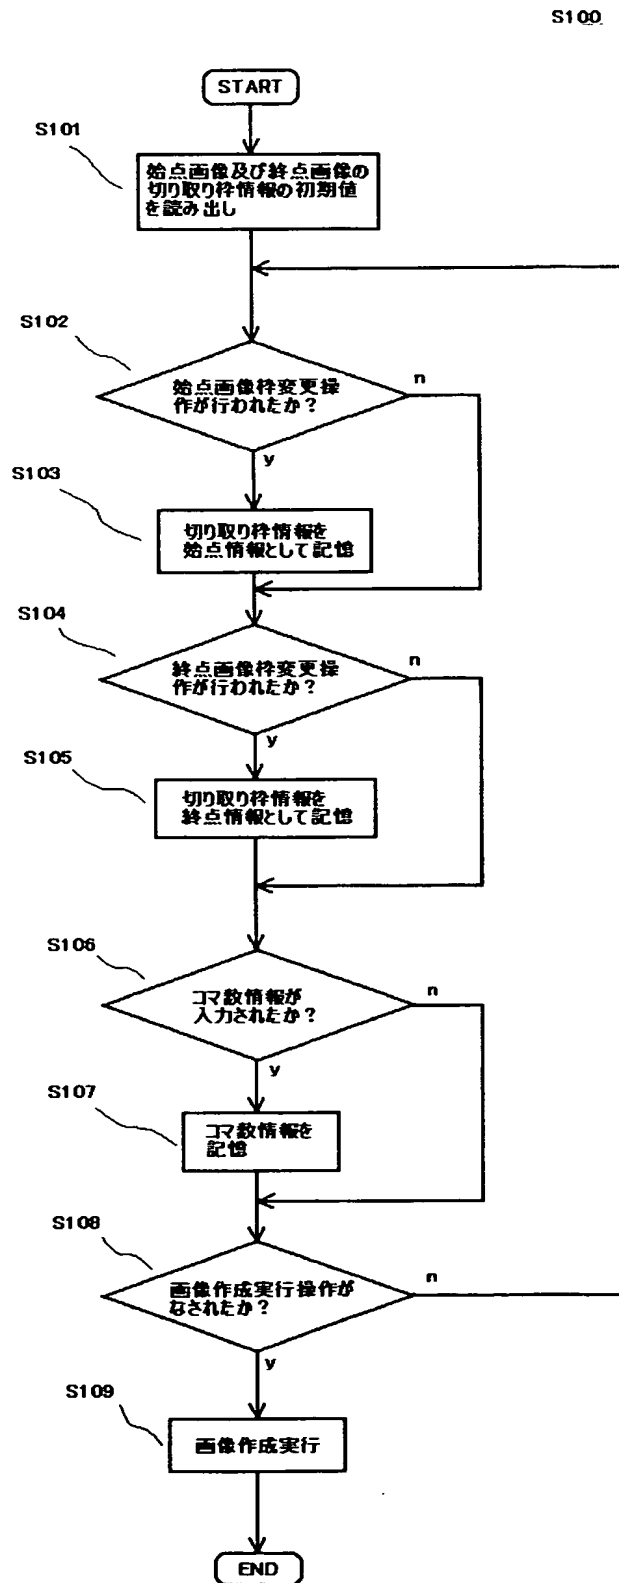 S100
START
S101
始点画像及び終点画像の
切り取り枠情報の初期値
を読み出し
S102
始点画像枠変更操
作が行われたか？
n
y
S103
切り取り枠情報を
始点情報として記憶
S104
終点画像枠変更操
作が行われたか？
n
y
S105
切り取り枠情報を
終点情報として記憶
S106
コマ数情報が
入力されたか？
n
y
S107
コマ数情報を
記憶
S108
画像作成実行操作が
なされたか？
n
y
S109
画像作成実行
END